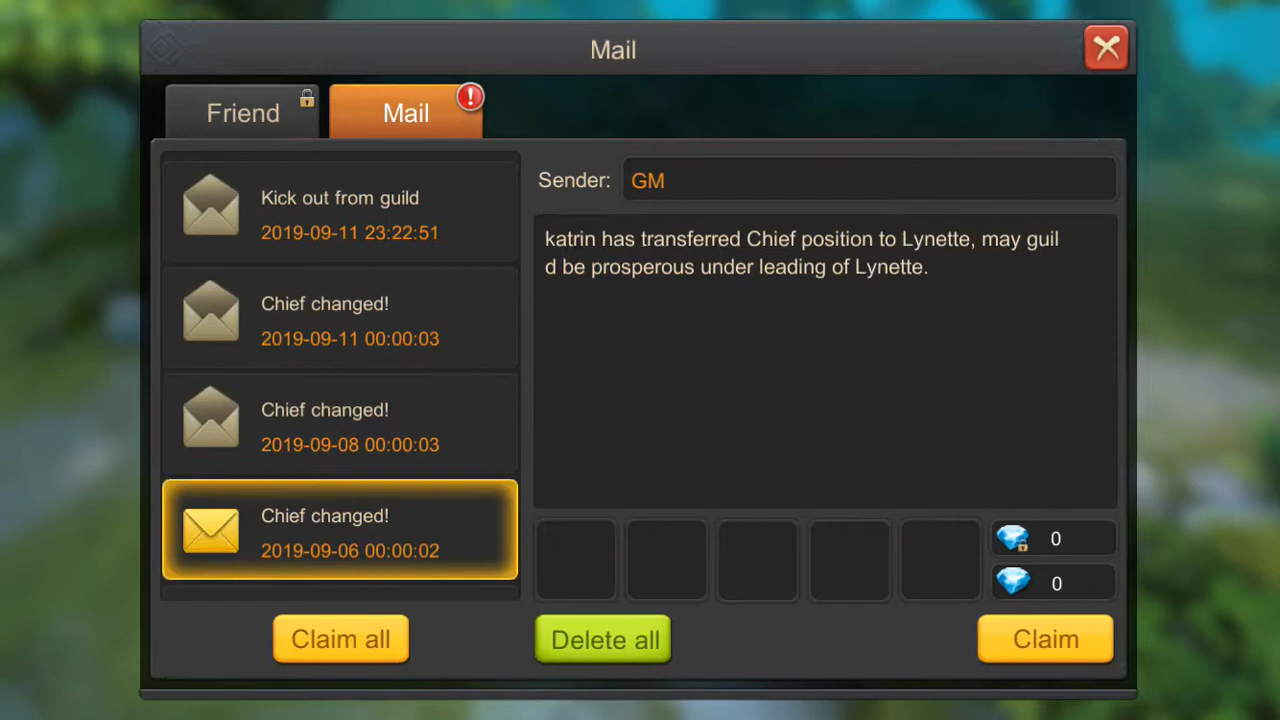 Mail
Friend
Mail
Kick out from guild
2019-09-11 23:22:51
Chief changed!
2019-09-11 00:00:03
Chief changed!
2019-09-08 00:00:03
Chief changed!
2019-09-06 00:00:02
Claim all
Sender: GM
katrin has transferred Chief position to Lynette, may guil
d be prosperous under leading of Lynette.
0
0
Delete all
Claim